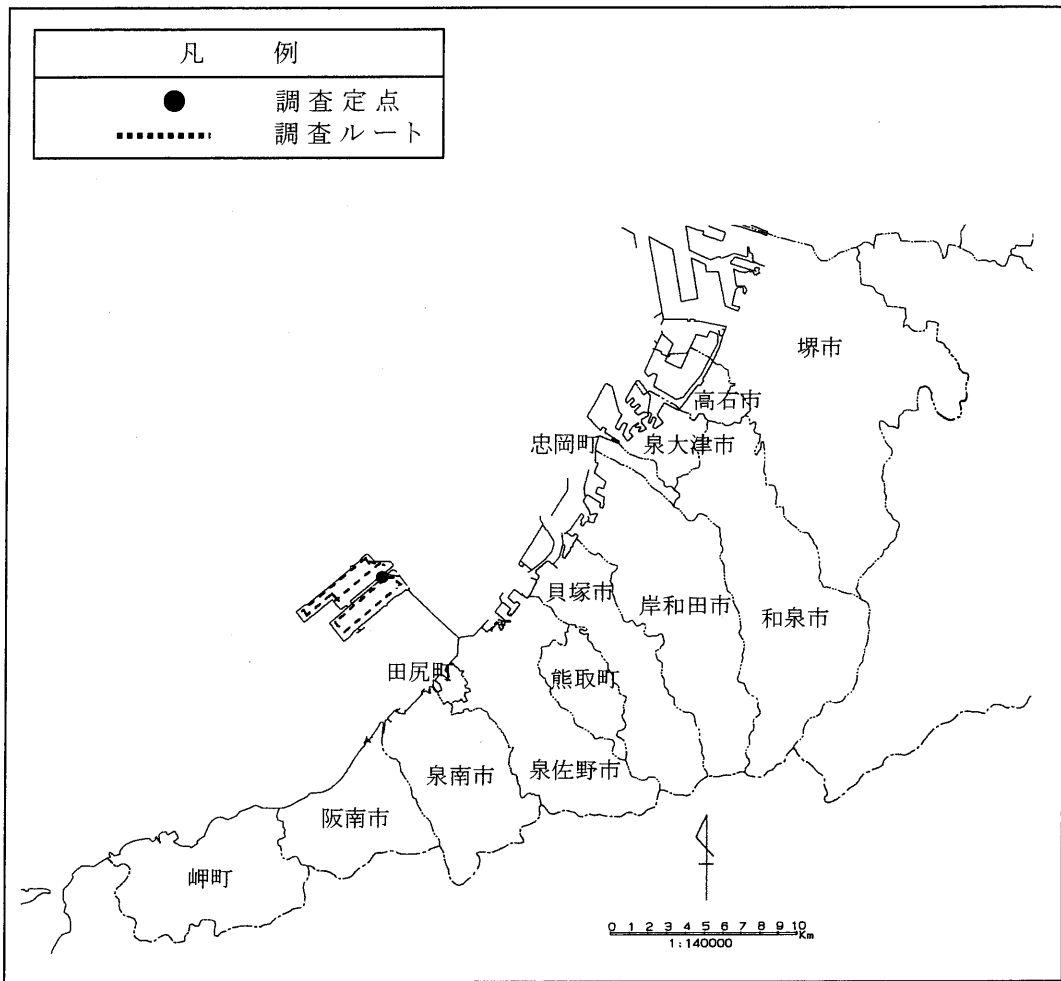 凡 例
調査定点
調査ルート
堺市
高石市
忠岡町 泉大津市
貝塚市
岸和田市 和泉市
田尻町 熊取町
泉南市 泉佐野市
阪南市
岬町
0 1 2 3 4 5 6 7 8 9 10
Km
1:140000